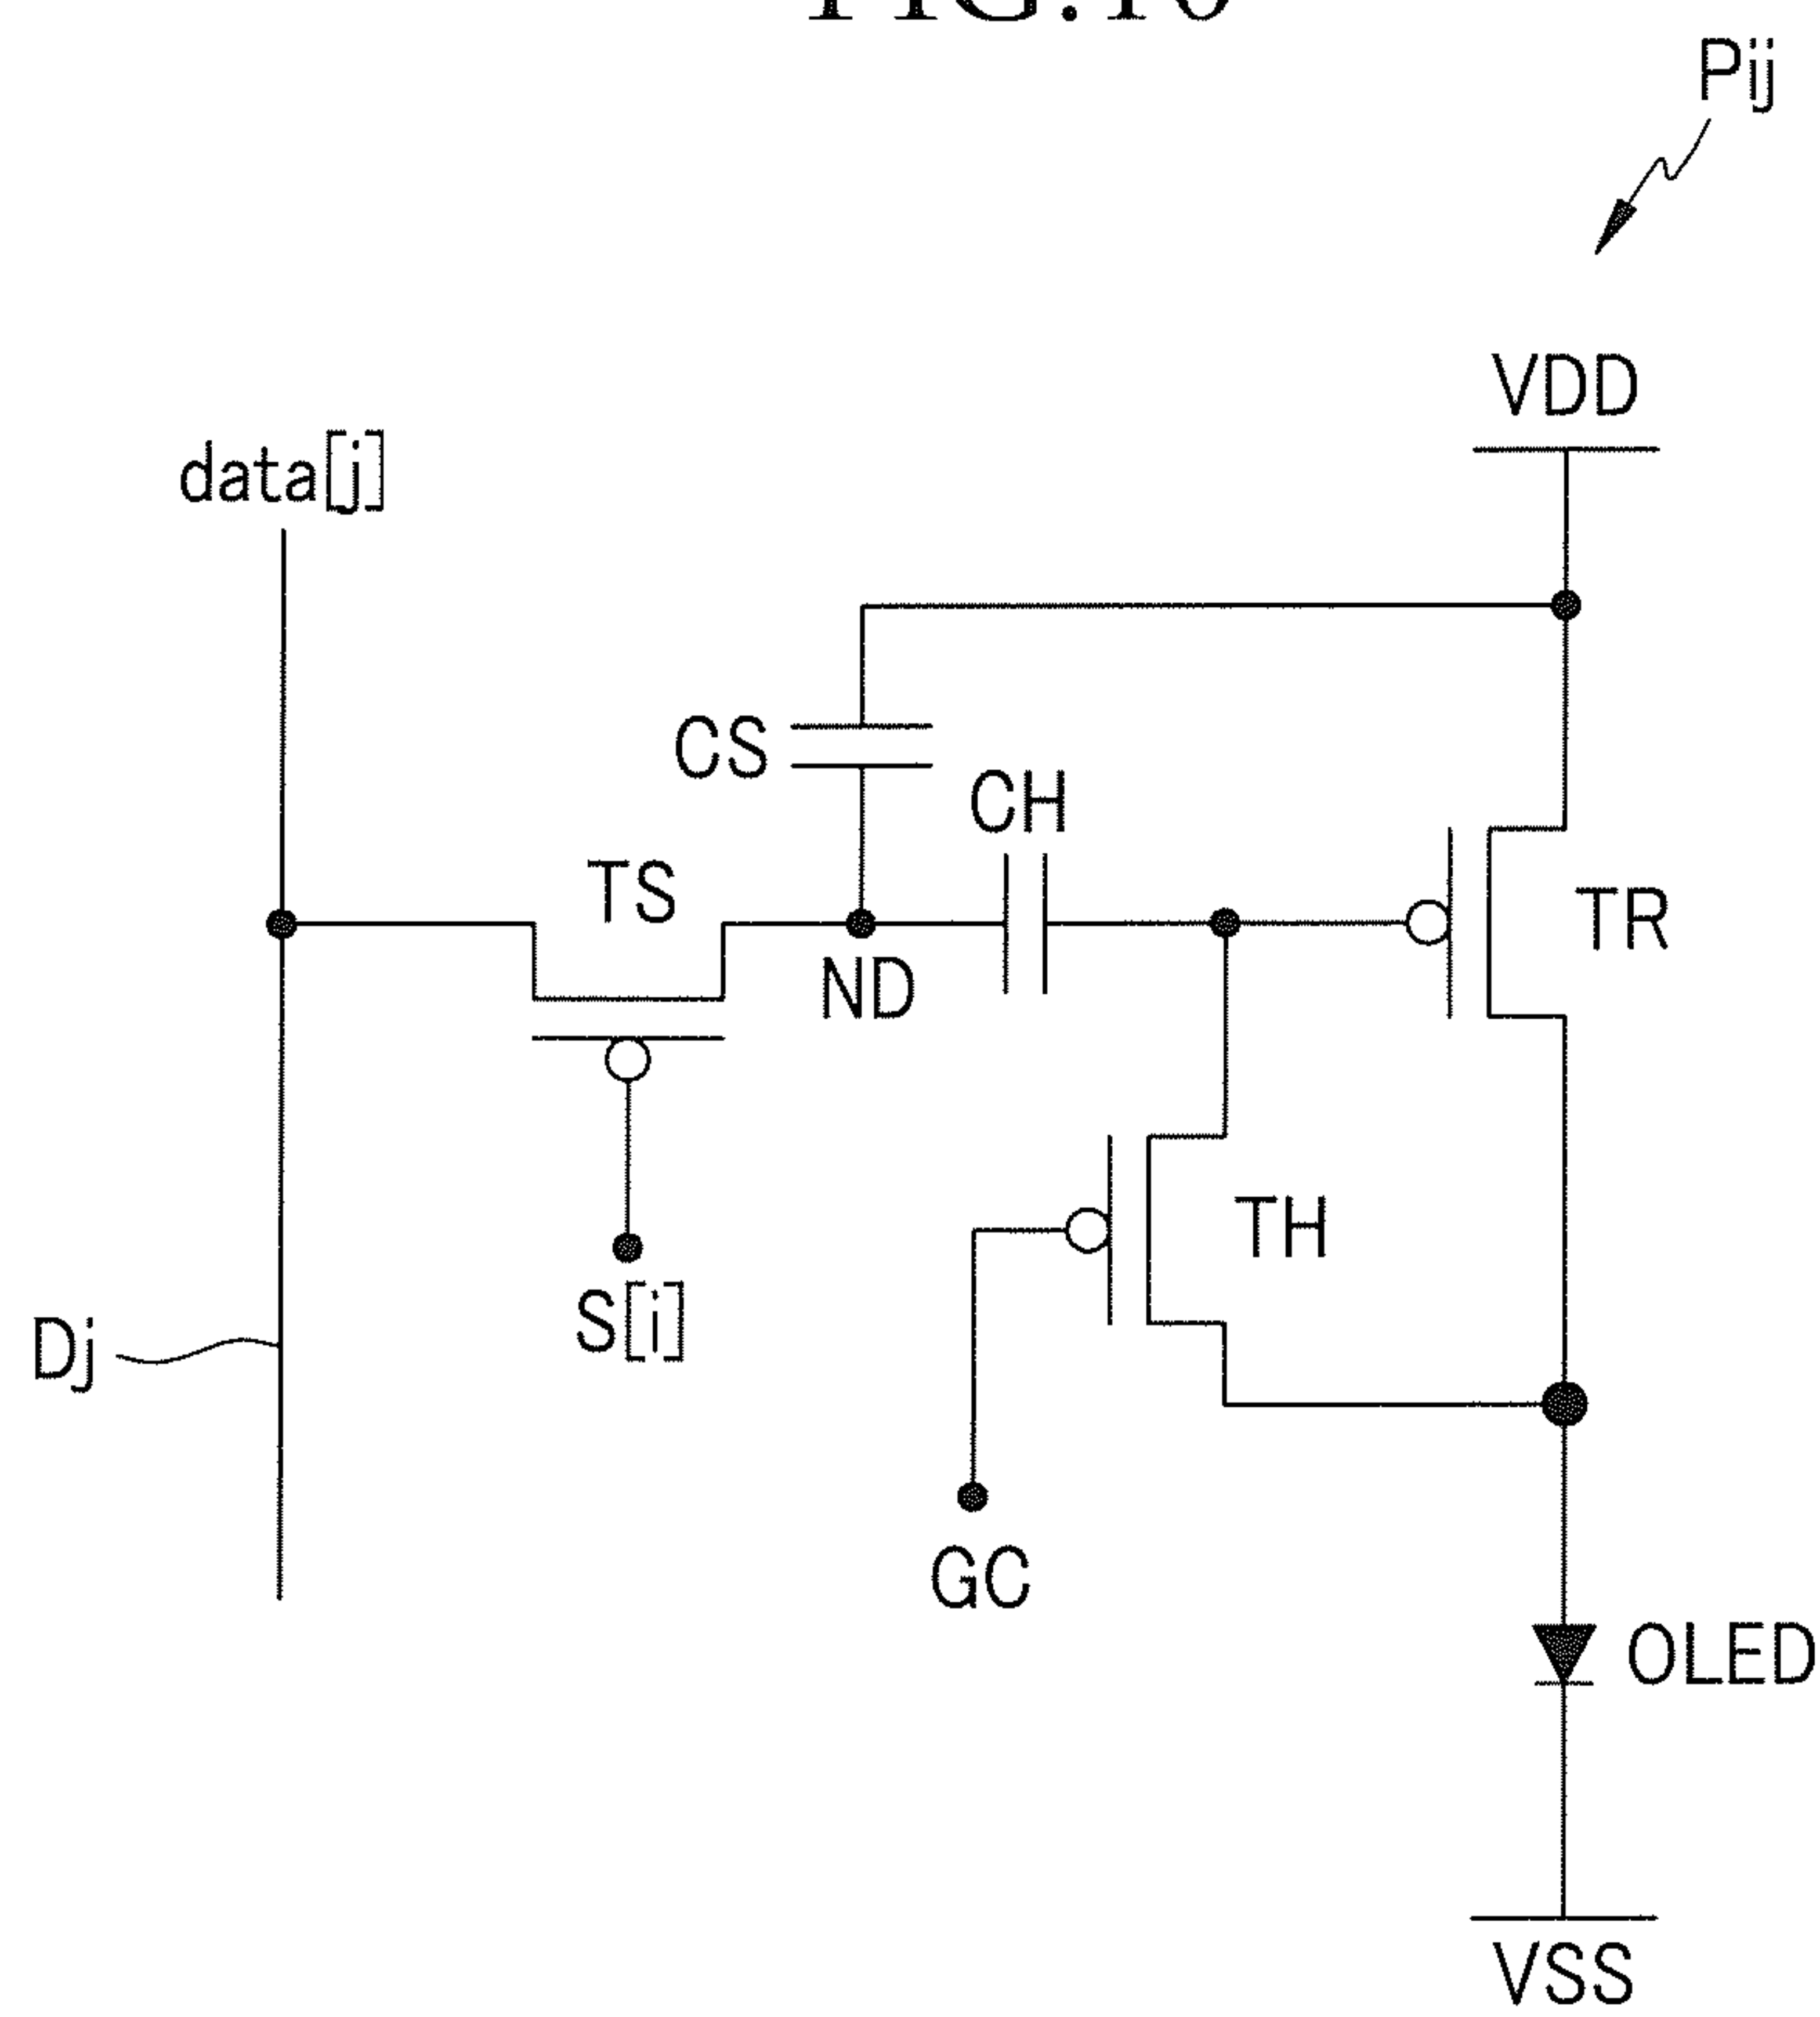 Pij
VDD
data[j]
CS
CH
TS
TR
ND
TH
S[i]
Dj
GC
OLED
VSS